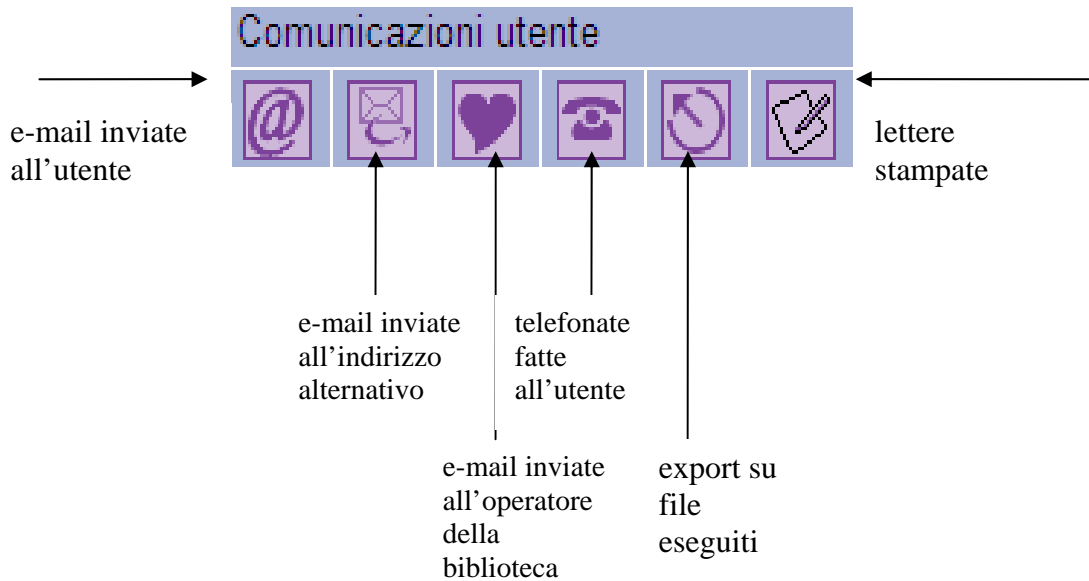 Comunicazioni utente
@
e-mail inviate
all’utente
lettere
stampate
e-mail inviate
all’indirizzo
alternativo
telefonate
fatte
all’utente
e-mail inviate
all’operatore
della
biblioteca
export su
file
eseguiti